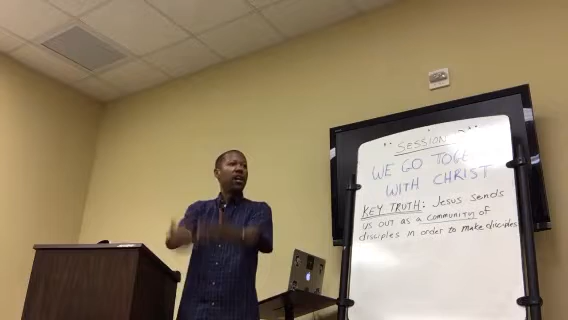 " SESSION
WE GO TOGE
WITH CHRIST
KEY TRUTH: Jesus sends
us out as a community of
disciples in order to make disciples